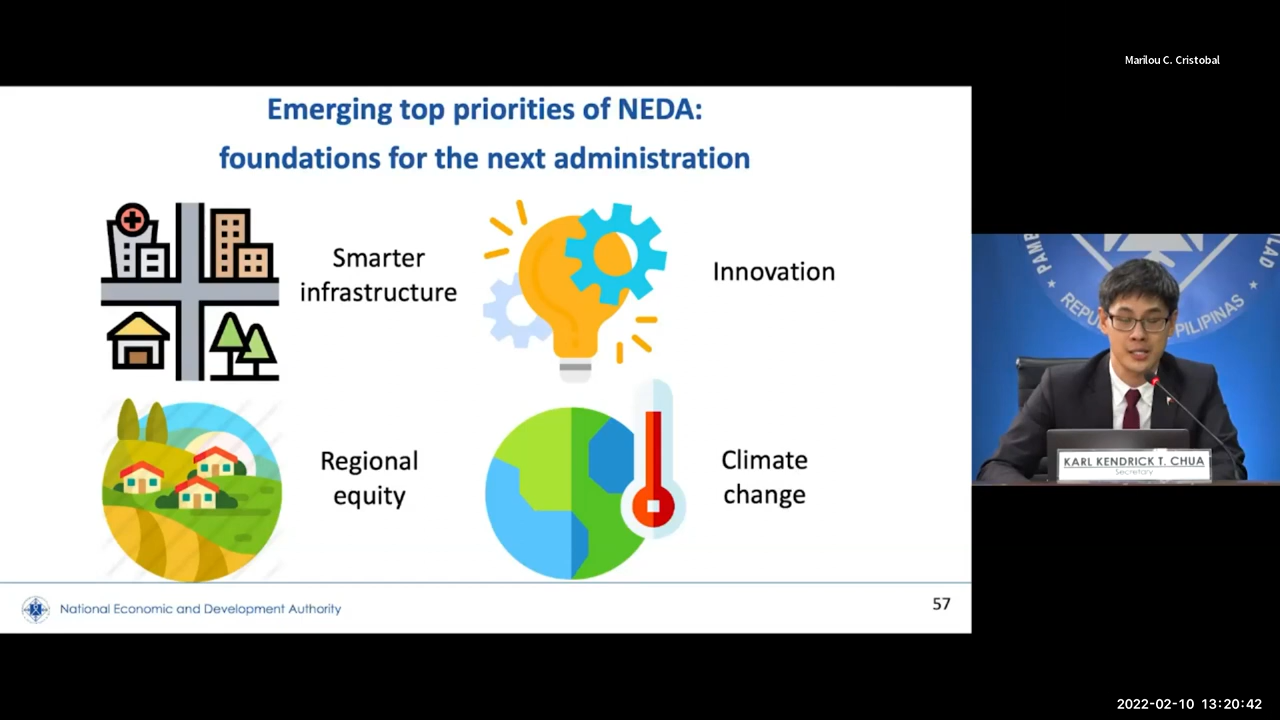 Marilou C. Cristobal
Emerging top priorities of NEDA:
foundations for the next administration
Smarter
infrastructure
Innovation
Regional
equity
Climate
change
National Economic and Development Authority
57
PILIPINAS
KARL KENDRICK T. CHUA
Secretary
2022-02-10 13:20:42